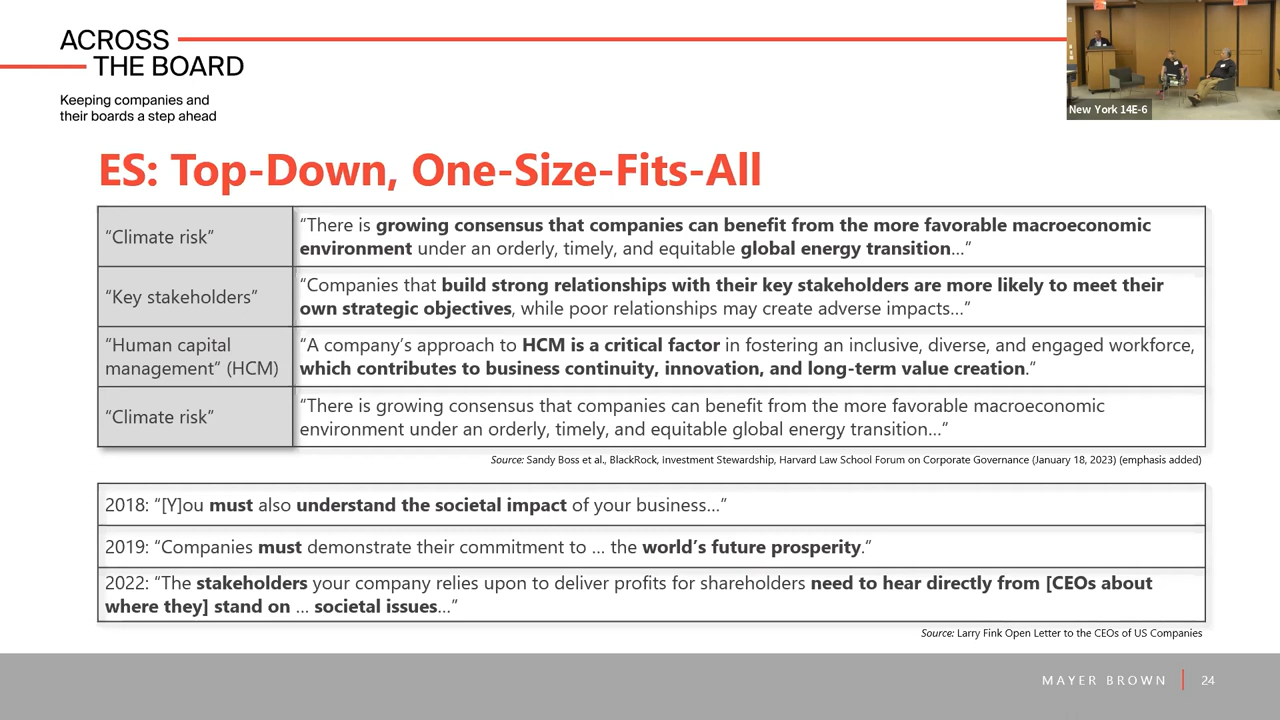 ACROSS
THE BOARD
Keeping companies and
their boards a step ahead
New York 14E-6
ES: Top-Down, One-Size-Fits-All
“Climate risk”
“There is growing consensus that companies can benefit from the more favorable macroeconomic
environment under an orderly, timely, and equitable global energy transition…”
“Key stakeholders”
“Companies that build strong relationships with their key stakeholders are more likely to meet their
own strategic objectives, while poor relationships may create adverse impacts…”
“Human capital
management” (HCM)
“A company’s approach to HCM is a critical factor in fostering an inclusive, diverse, and engaged workforce,
which contributes to business continuity, innovation, and long-term value creation.”
“Climate risk”
“There is growing consensus that companies can benefit from the more favorable macroeconomic
environment under an orderly, timely, and equitable global energy transition…”
Source: Sandy Boss et al., BlackRock, Investment Stewardship, Harvard Law School Forum on Corporate Governance (January 18, 2023) (emphasis added)
2018: “[Y]ou must also understand the societal impact of your business…”
2019: “Companies must demonstrate their commitment to … the world’s future prosperity.”
2022: “The stakeholders your company relies upon to deliver profits for shareholders need to hear directly from [CEOs about
where they] stand on … societal issues…”
Source: Larry Fink Open Letter to the CEOs of US Companies
MAYER BROWN
24